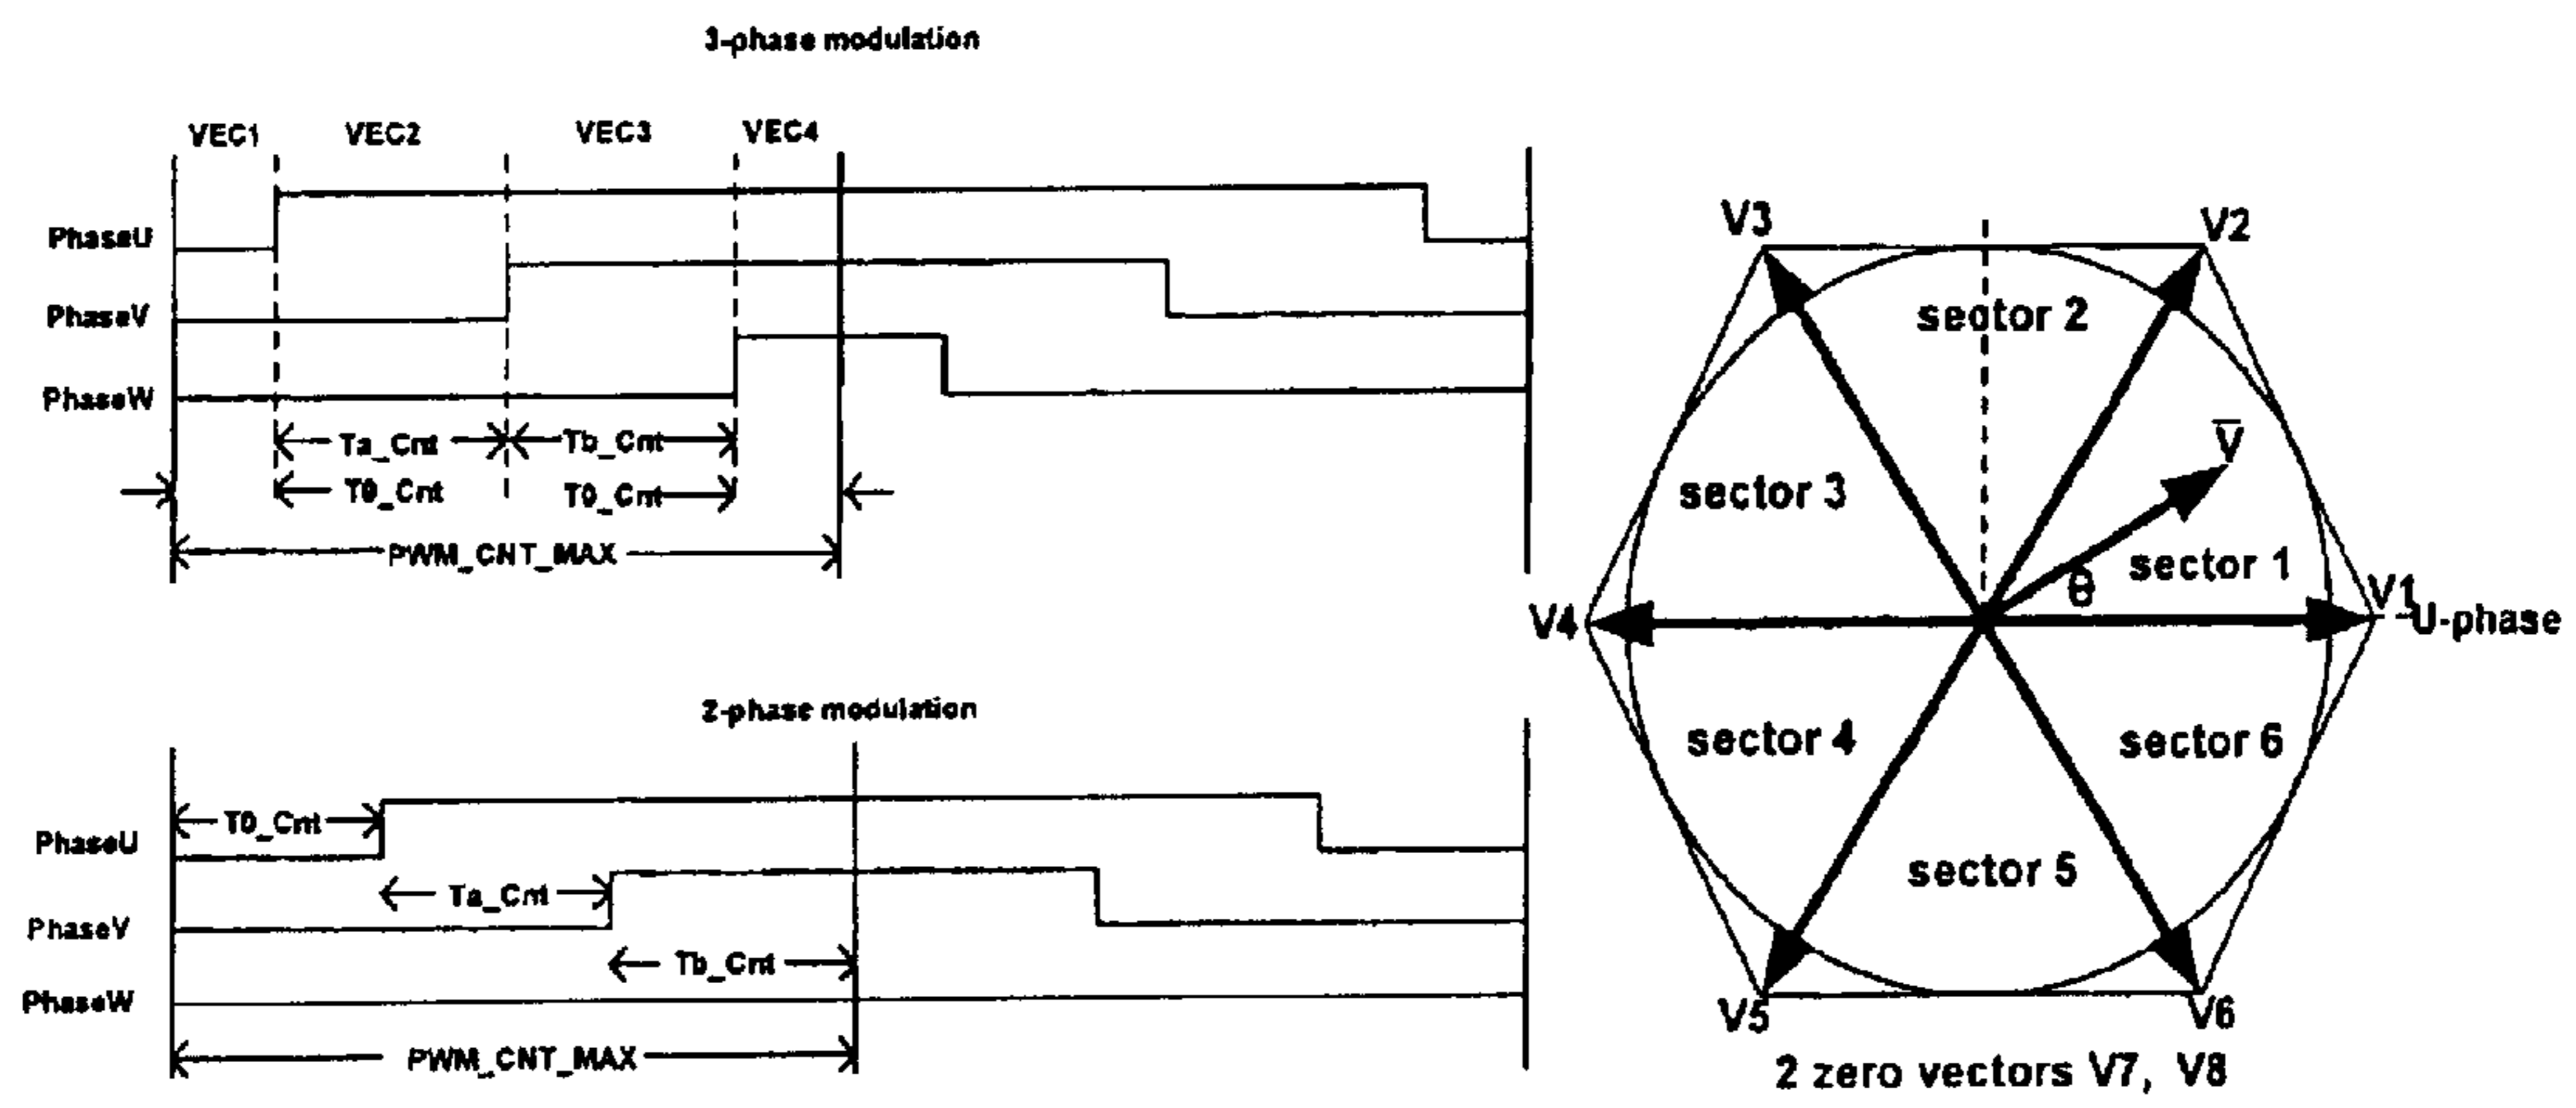 3-phase modulation
VEC1 VEC2 VEC3 VEC4
PhaseU
PhaseV
PhaseW
Ta_Cnt Tb_Cnt
T0_Cnt T0_Cnt
PWM_CNT_MAX
2-phase modulation
T0_Cnt
PhaseU
Ta_Cnt
PhaseV
Tb_Cnt
PhaseW
PWM_CNT_MAX
V3 V2
sector 2
V̅
sector 3
sector 1
θ
V1
V4 U-phase
sector 4 sector 6
sector 5
V5 V6
2 zero vectors V7, V8